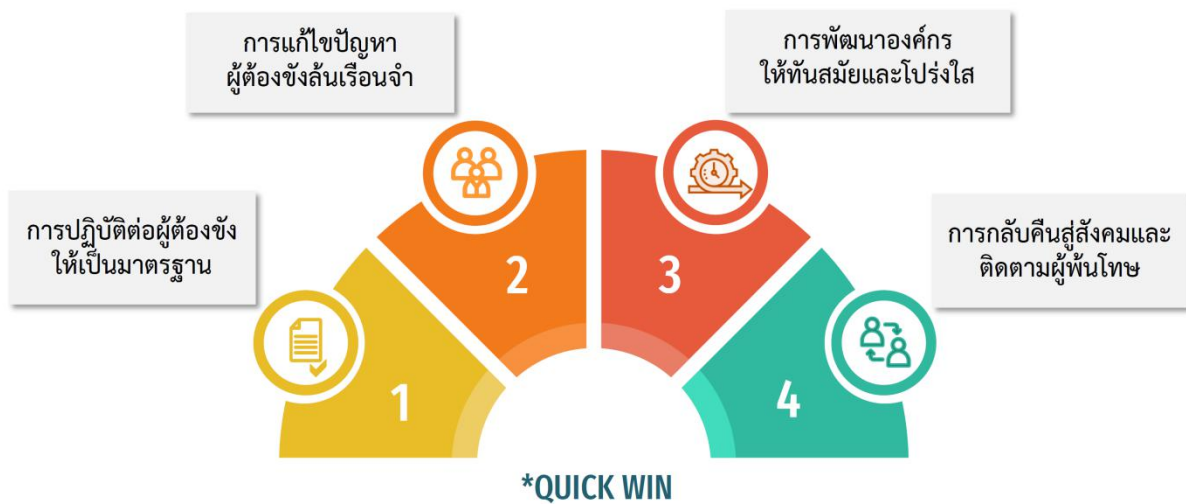 การแก้ไขปัญหา
ผู้ต้องขังล้นเรือนจำ
การพัฒนาองค์กร
ให้ทันสมัยและโปร่งใส
การปฏิบัติต่อผู้ต้องขัง
ให้เป็นมาตรฐาน
การกลับคืนสู่สังคมและ
ติดตามผู้พ้นโทษ
1
2
3
4
*QUICK WIN